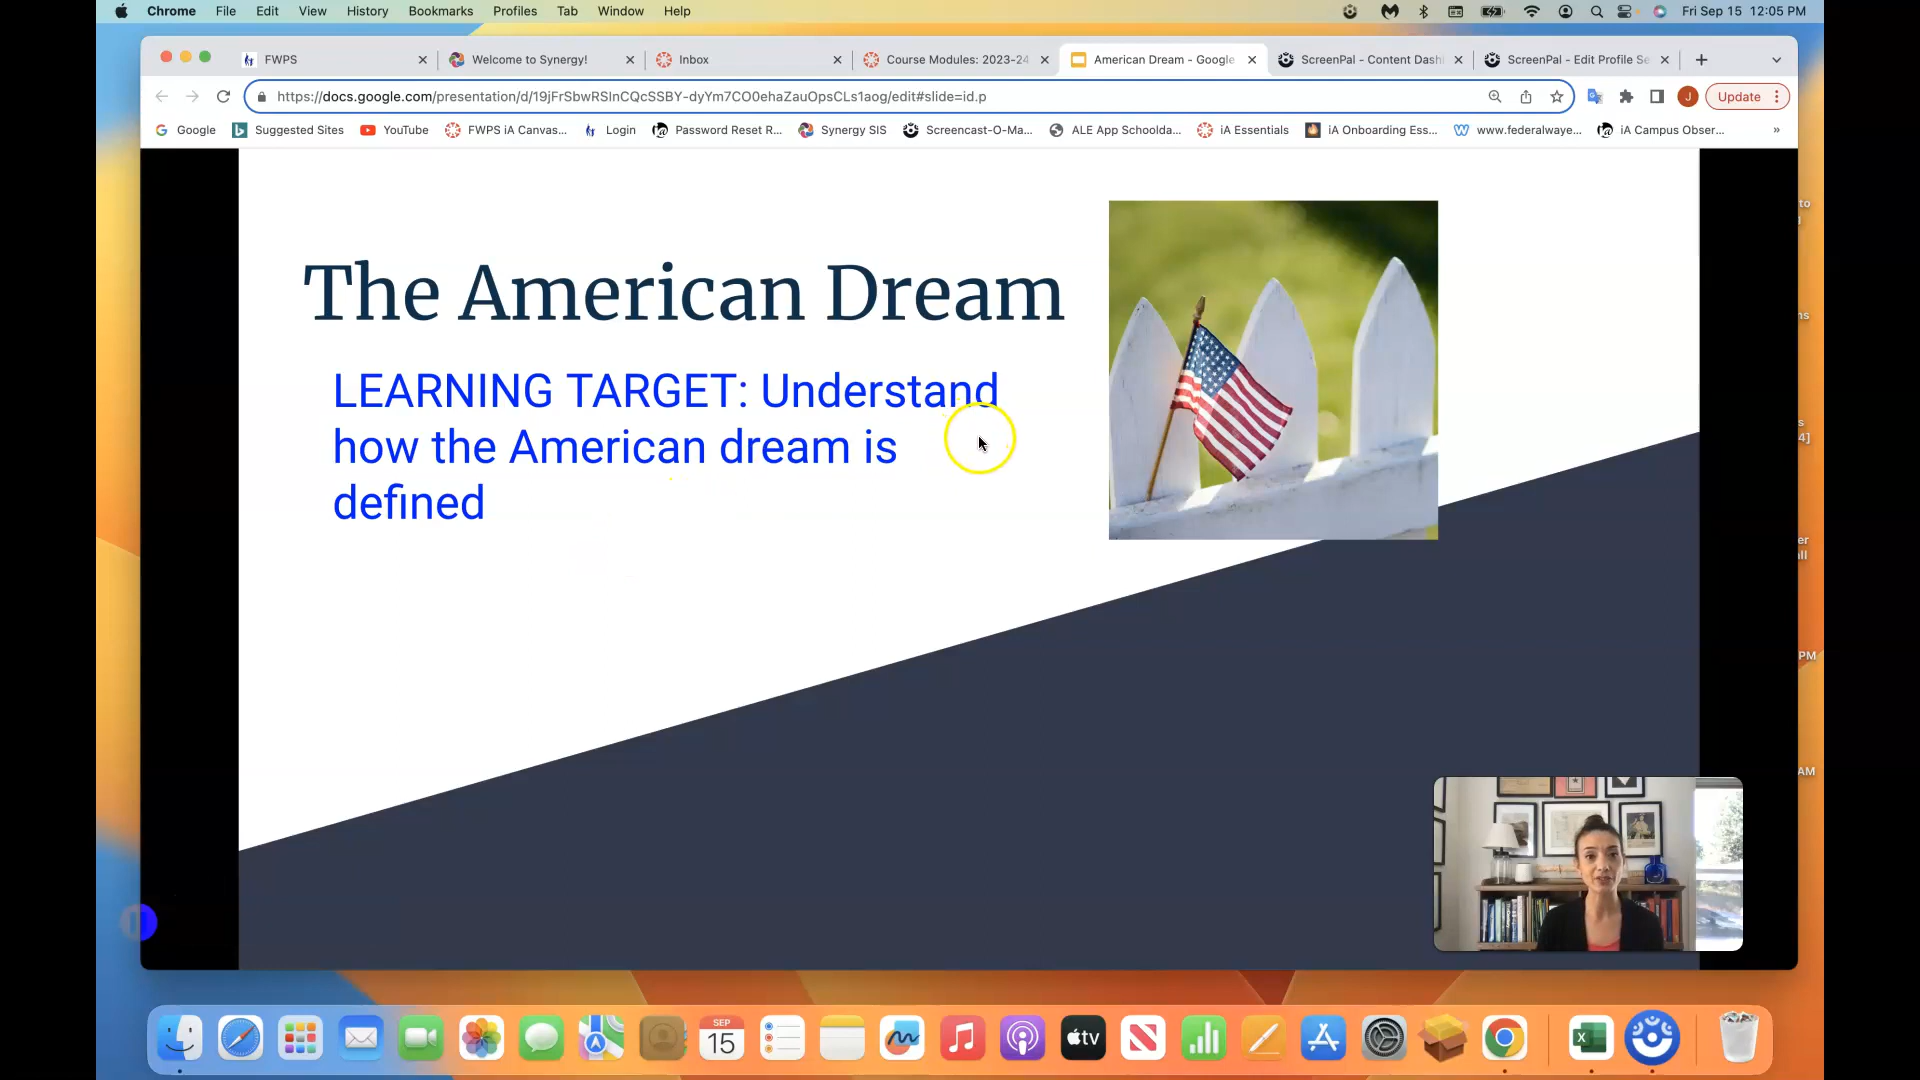 Chrome File Edit View History Bookmarks Profiles Tab Window Help Fri Sep 15 12:05 PM
FWPS Welcome to Synergy! Inbox Course Modules: 2023-24 American Dream - Google ScreenPal - Content Dash ScreenPal - Edit Profile Se
https://docs.google.com/presentation/d/19jFrSbwRSlnCQcSSBY-dyYm7CO0ehaZauOpsCLs1aog/edit#slide=id.p J Update
Google Suggested Sites YouTube FWPS iA Canvas... Login Password Reset R... Synergy SIS Screencast-O-Ma... ALE App Schoolda... iA Essentials iA Onboarding Ess... www.federalwaye... iA Campus Obser... »
The American Dream
LEARNING TARGET: Understand
how the American dream is
defined
PM
AM
SEP
15
tv